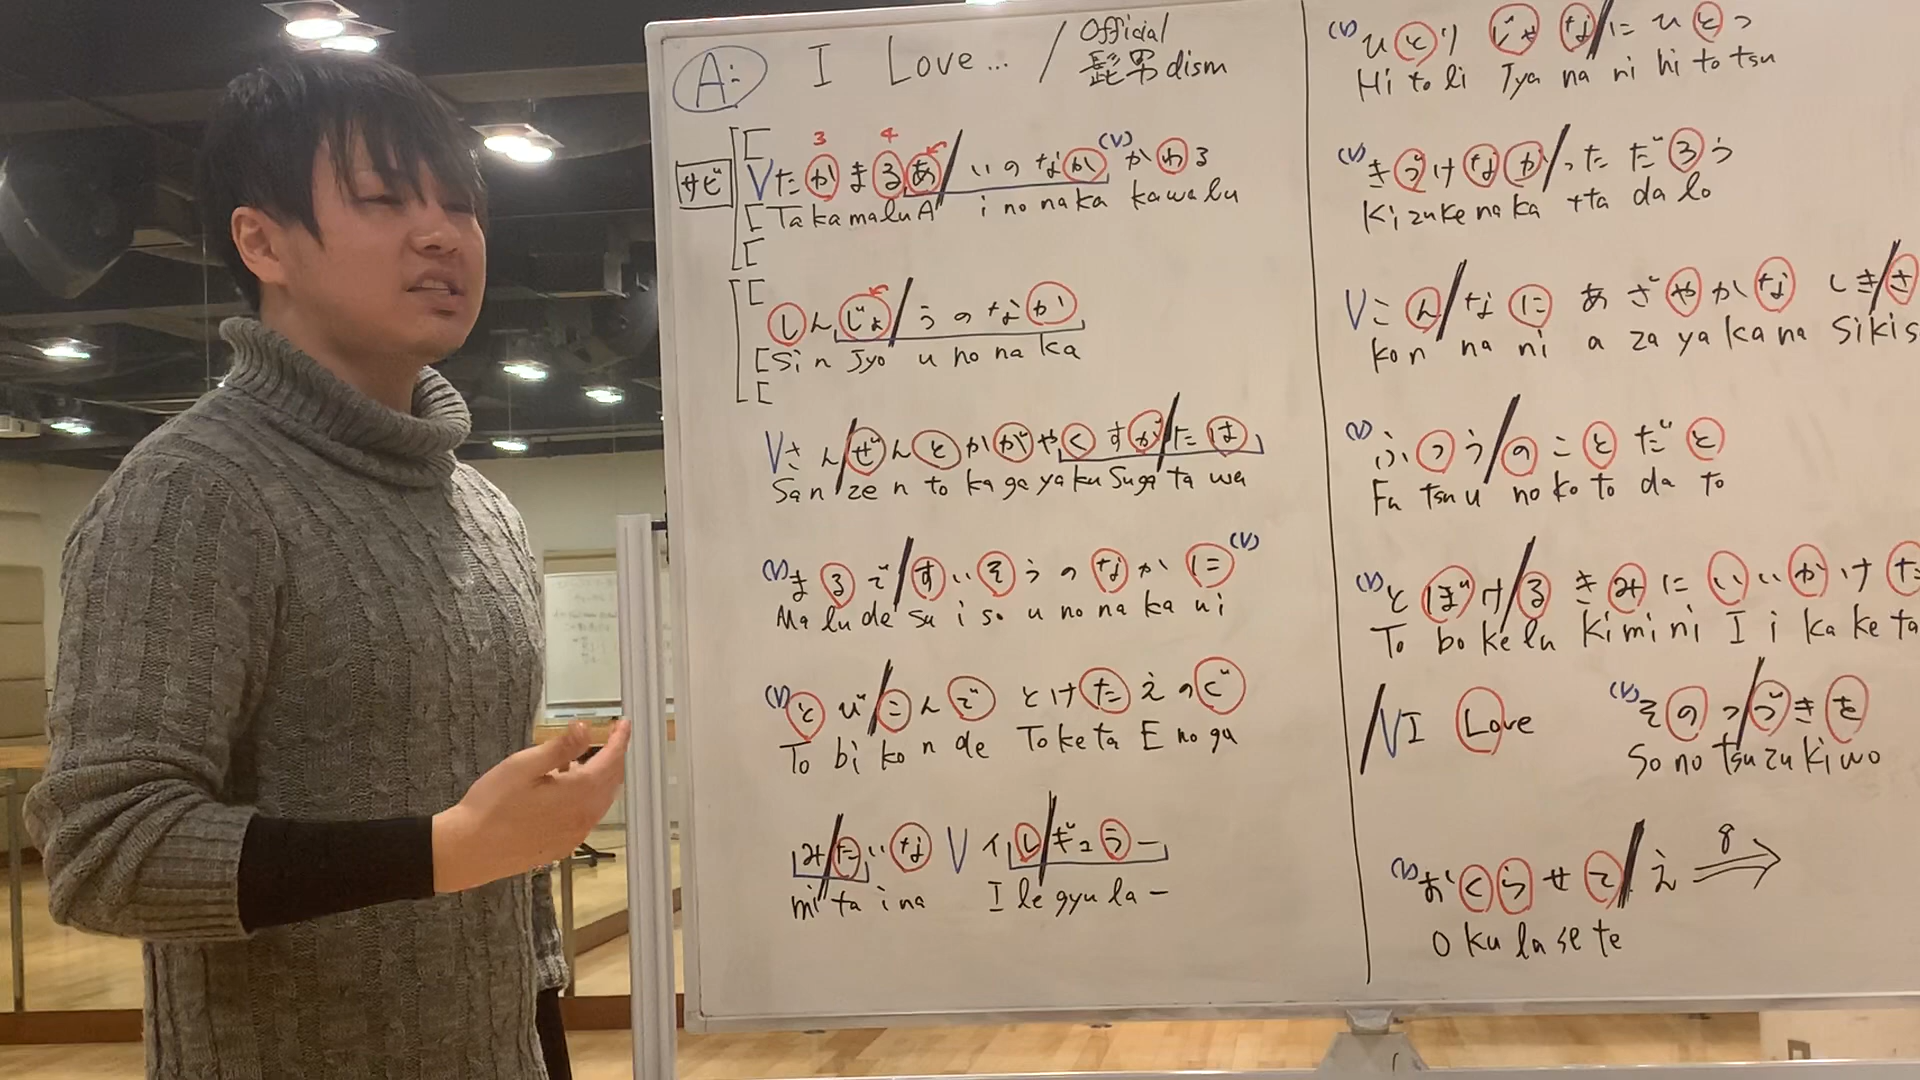 A: I Love... / Official
髭男dism
サビ
3 4
V たかまるあ/いのなか (V) かわる
TakamaluA i no naka kawalu
しんじょ/うのなか
Sin Jyo u no na ka
V さん/ぜんとかがやくすが/たは
San zen to ka ga ya ku Suga ta wa
(V) まるで/すいそうのなかに (V)
Ma lu de su i so u no na ka ni
(V) とび/こんでとけたえのぐ
To bi ko n de To ke ta E no gu
み/たいな V イレ/ギュラー
mi ta i na I le gyu la ー
(V) ひとりじゃな/にひとつ
Hi to li Jya na ni hi to tsu
(V) きづけなか/っただろう
Ki zu ke na ka tta da lo
V こん/なにあざやかなしき/さ
kon na ni a za ya ka na Sikis
(V) ふつう/のことだと
Fu tsu u no ko to da to
(V) とぼけ/るきみにいいかけた
To bo ke lu Ki mi ni I i ka ke ta
/V I Love (V) そのつ/づきを
So no tsu zu ki wo
(V) おくらせて/え 8
O ku la se te